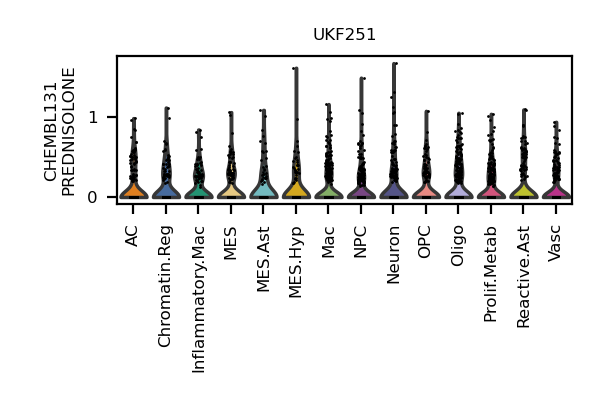 UKF251
CHEMBL131
PREDNISOLONE
1
0
AC
Chromatin.Reg
Inflammatory.Mac
MES
MES.Ast
MES.Hyp
Mac
NPC
Neuron
OPC
Oligo
Prolif.Metab
Reactive.Ast
Vasc